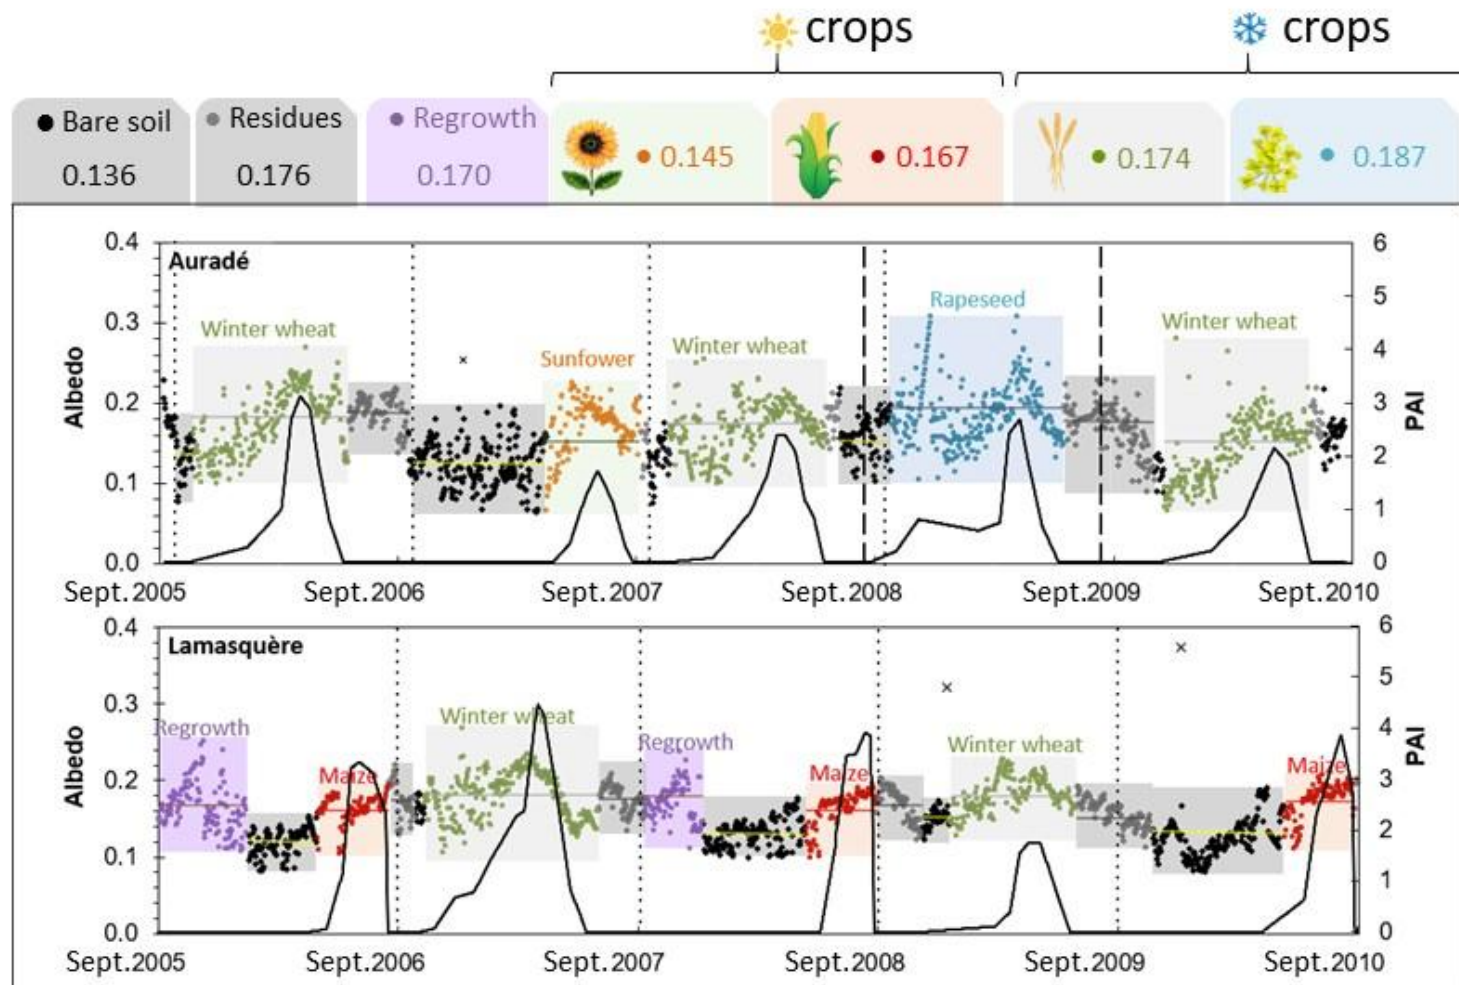 crops crops
Bare soil Residues Regrowth
0.136 0.176 0.170 0.145 0.167 0.174 0.187
0.4 6
Auradé
5
Rapeseed
0.3 Winter wheat Winter wheat
4
Sunfower Winter wheat
Albedo 0.2 3 PAI
2
0.1
1
0.0 0
Sept.2005 Sept.2006 Sept.2007 Sept.2008 Sept.2009 Sept.2010
0.4 6
Lamasquère
5
0.3
Regrowth Winter wheat Regrowth Winter wheat 4
Maize Maize Maize
Albedo 0.2 3 PAI
2
0.1
1
0.0 0
Sept.2005 Sept.2006 Sept.2007 Sept.2008 Sept.2009 Sept.2010